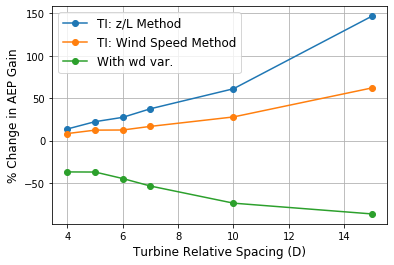 % Change in AEP Gain
150
100
50
0
−50
TI: z/L Method
TI: Wind Speed Method
With wd var.
4
6
8
10
12
14
Turbine Relative Spacing (D)